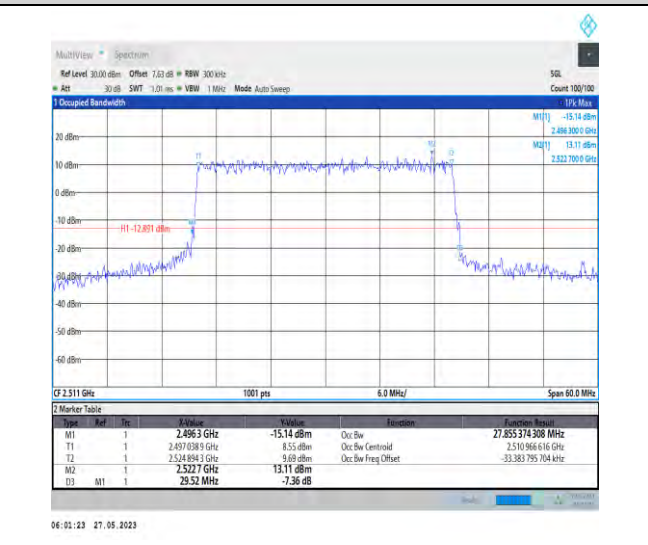 MultiView Spectrum
Ref Level 30.00 dBm Offset 7.63 dB RBW 300 kHz SGL
Att 30 dB SWT 1.01 ms VBW 1 MHz Mode Auto Sweep Count 100/100
1 Occupied Bandwidth 1Pk Max
M1[1] -15.14 dBm
2.496 300 0 GHz
M2[1] 13.11 dBm
2.522 700 0 GHz
20 dBm
M2
T1
10 dBm
0 dBm
-10 dBm
H1 -12.891 dBm
-20 dBm
-30 dBm
-40 dBm
-50 dBm
-60 dBm
CF 2.511 GHz 1001 pts 6.0 MHz/ Span 60.0 MHz
2 Marker Table
Type Ref Trc X-Value Y-Value Function Function Result
M1 1 2.4963 GHz -15.14 dBm Occ Bw 27.855 374 308 MHz
T1 1 2.497 038 9 GHz 8.55 dBm Occ Bw Centroid 2.510 966 616 GHz
T2 1 2.524 894 3 GHz 9.69 dBm Occ Bw Freq Offset -33.383 795 704 kHz
M2 1 2.5227 GHz 13.11 dBm
D3 M1 1 29.52 MHz -7.36 dB
06:01:23 27.05.2023